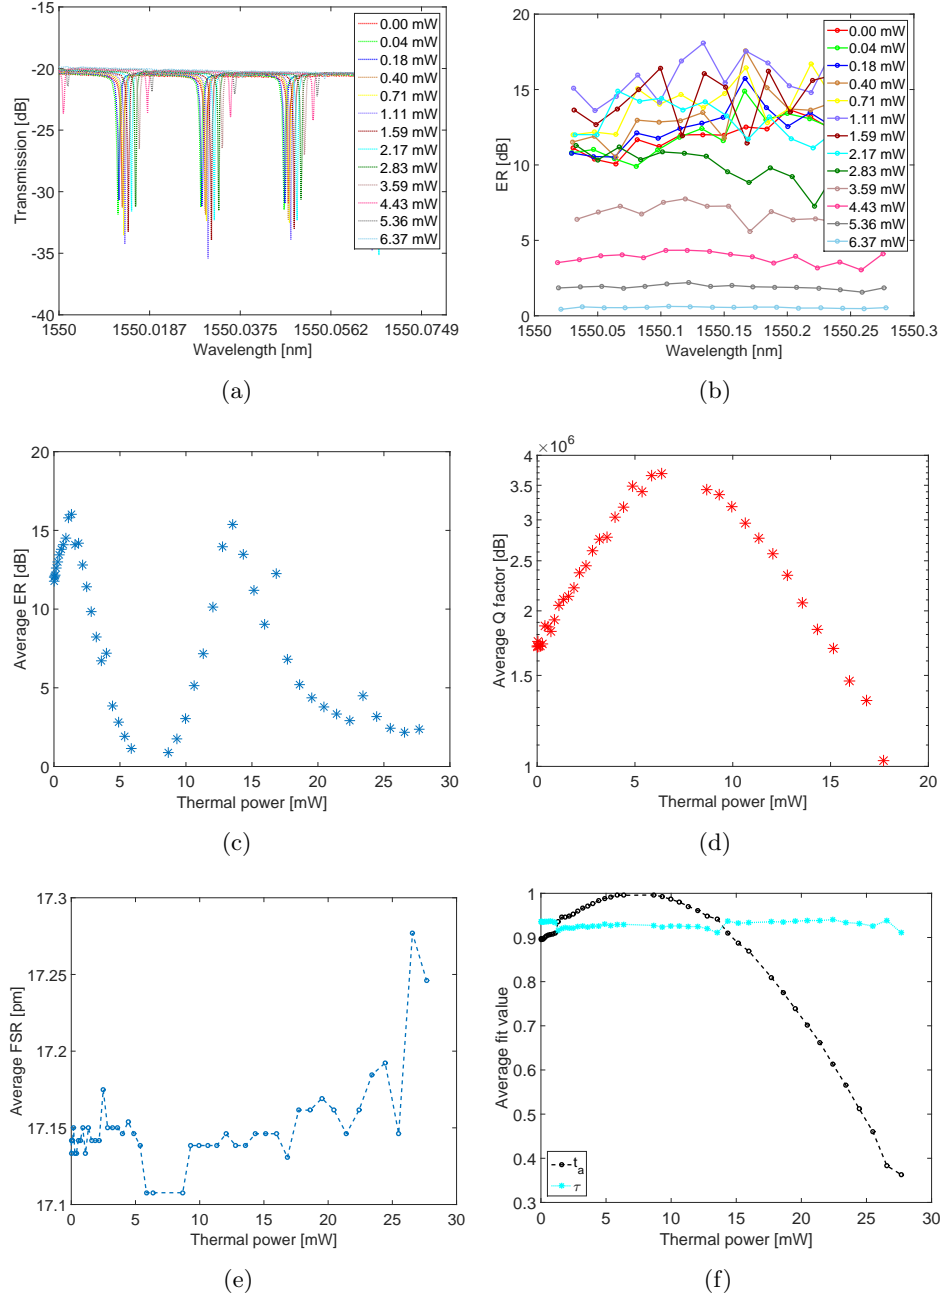 -15
-20
-25
-30
-35
-40
Transmission [dB]
1550 1550.0187 1550.0375 1550.0562 1550.0749
Wavelength [nm]
0.00 mW
0.04 mW
0.18 mW
0.40 mW
0.71 mW
1.11 mW
1.59 mW
2.17 mW
2.83 mW
3.59 mW
4.43 mW
5.36 mW
6.37 mW
(a)
20
15
10
5
0
ER [dB]
1550 1550.05 1550.1 1550.15 1550.2 1550.25 1550.3
Wavelength [nm]
0.00 mW
0.04 mW
0.18 mW
0.40 mW
0.71 mW
1.11 mW
1.59 mW
2.17 mW
2.83 mW
3.59 mW
4.43 mW
5.36 mW
6.37 mW
(b)
20
15
10
5
0
Average ER [dB]
0 5 10 15 20 25 30
Thermal power [mW]
(c)
×10⁶
4
3.5
3
2.5
2
1.5
1
Average Q factor [dB]
0 5 10 15 20
Thermal power [mW]
(d)
17.3
17.25
17.2
17.15
17.1
Average FSR [pm]
0 5 10 15 20 25 30
Thermal power [mW]
(e)
1
0.9
0.8
0.7
0.6
0.5
0.4
0.3
Average fit value
t_a
τ
0 5 10 15 20 25 30
Thermal power [mW]
(f)